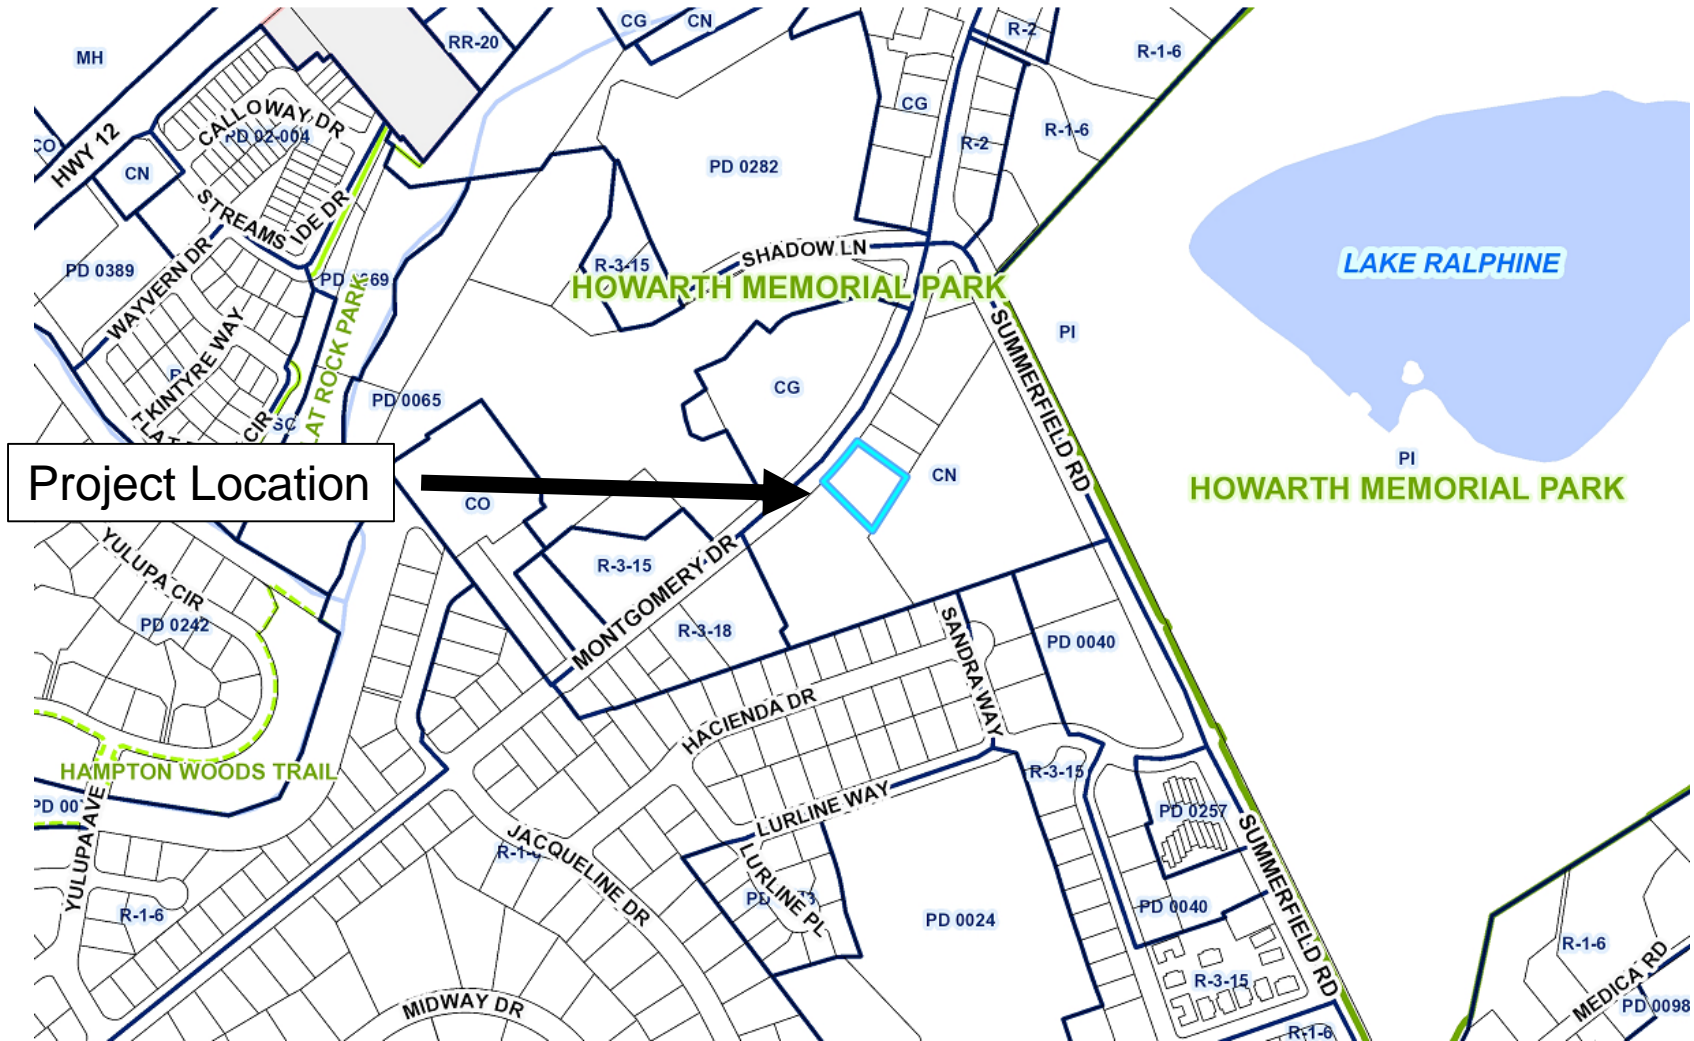 CG
CN
R-2
MH
RR-20
R-1-6
CALLOWAY DR
CG
PD 02-004
R-1-6
HWY 12
CO
R-2
CN
PD 0282
STREAMSIDE DR
SHADOW LN
WAYVERN DR
PD 0389
R-3-15
LAKE RALPHINE
HOWARTH MEMORIAL PARK
SUMMERFIELD RD
PI
KINTYRE WAY
CG
PD 0065
SC
CIR
PI
Project Location
CN
HOWARTH MEMORIAL PARK
CO
YULUPA CIR
MONTGOMERY DR
R-3-15
PD 0242
R-3-18
SANDRA WAY
PD 0040
HACIENDA DR
HAMPTON WOODS TRAIL
R-3-15
YULUPA AVE
LURLINE WAY
PD 0257
SUMMERFIELD RD
JACQUELINE DR
LURLINE PL
R-1-6
PD 0024
PD 0040
R-1-6
MEDICA RD
R-3-15
MIDWAY DR
PD 0098
R-1-6